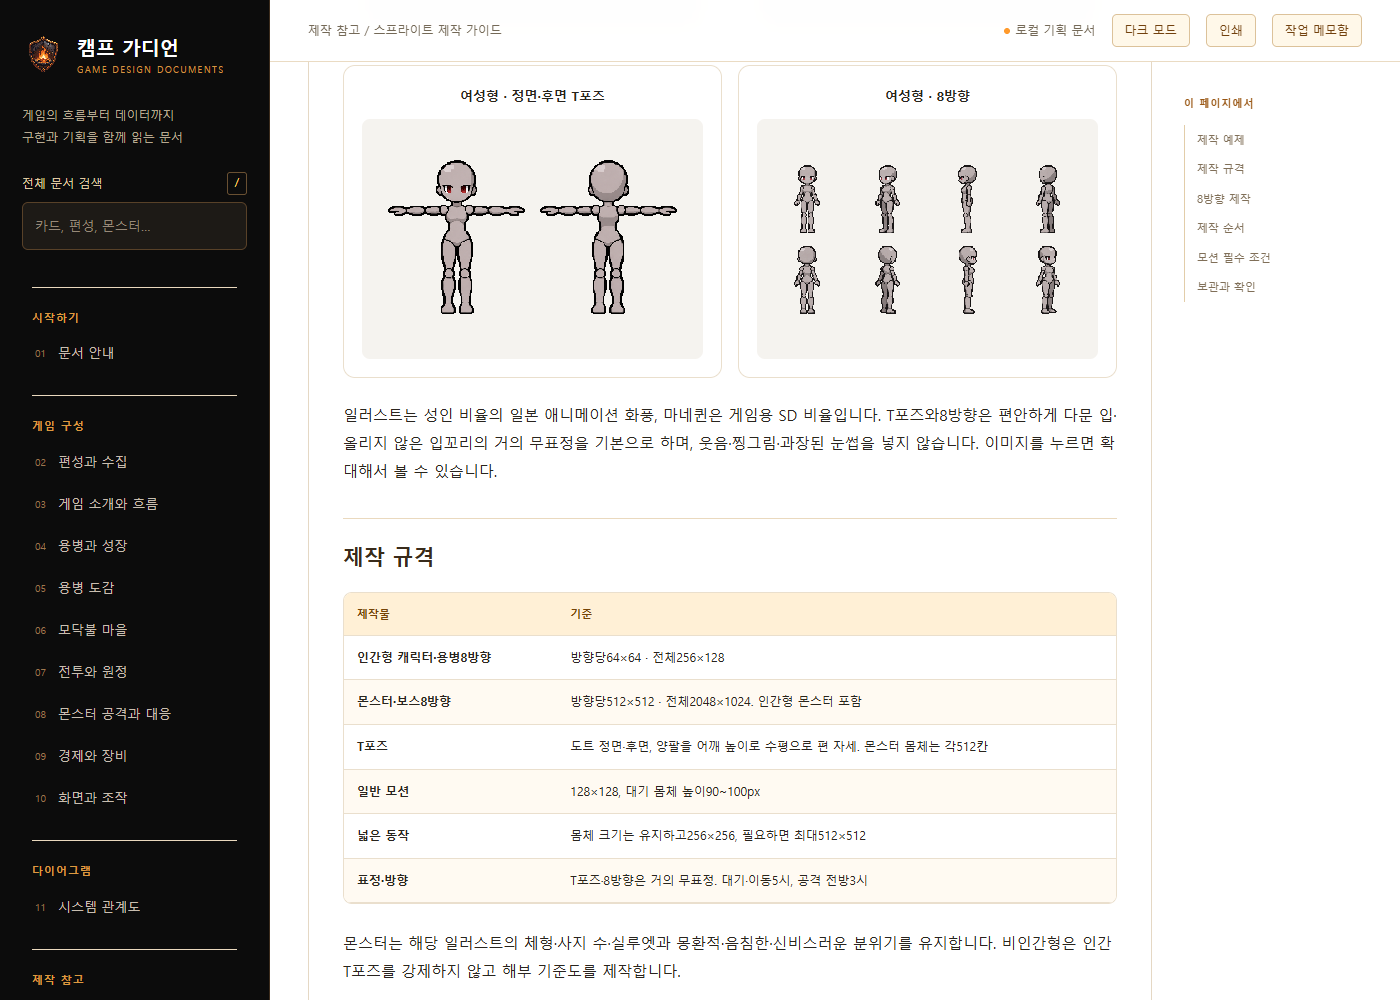 캠프 가디언
GAME DESIGN DOCUMENTS
게임의 흐름부터 데이터까지
구현과 기획을 함께 읽는 문서
전체 문서 검색
/
카드, 편성, 몬스터...
시작하기
01 문서 안내
게임 구성
02 편성과 수집
03 게임 소개와 흐름
04 용병과 성장
05 용병 도감
06 모닥불 마을
07 전투와 원정
08 몬스터 공격과 대응
09 경제와 장비
10 화면과 조작
다이어그램
11 시스템 관계도
제작 참고
제작 참고 / 스프라이트 제작 가이드
로컬 기획 문서
다크 모드
인쇄
작업 메모함
여성형 · 정면·후면 T포즈
여성형 · 8방향
일러스트는 성인 비율의 일본 애니메이션 화풍, 마네퀸은 게임용 SD 비율입니다. T포즈와8방향은 편안하게 다문 입·
올리지 않은 입꼬리의 거의 무표정을 기본으로 하며, 웃음·찡그림·과장된 눈썹을 넣지 않습니다. 이미지를 누르면 확
대해서 볼 수 있습니다.
제작 규격
제작물 기준
인간형 캐릭터·용병8방향 방향당64×64 · 전체256×128
몬스터·보스8방향 방향당512×512 · 전체2048×1024. 인간형 몬스터 포함
T포즈 도트 정면·후면, 양팔을 어깨 높이로 수평으로 편 자세. 몬스터 몸체는 각512칸
일반 모션 128×128, 대기 몸체 높이90~100px
넓은 동작 몸체 크기는 유지하고256×256, 필요하면 최대512×512
표정·방향 T포즈·8방향은 거의 무표정. 대기·이동5시, 공격 전방3시
몬스터는 해당 일러스트의 체형·사지 수·실루엣과 몽환적·음침한·신비스러운 분위기를 유지합니다. 비인간형은 인간
T포즈를 강제하지 않고 해부 기준도를 제작합니다.
이 페이지에서
제작 예제
제작 규격
8방향 제작
제작 순서
모션 필수 조건
보관과 확인